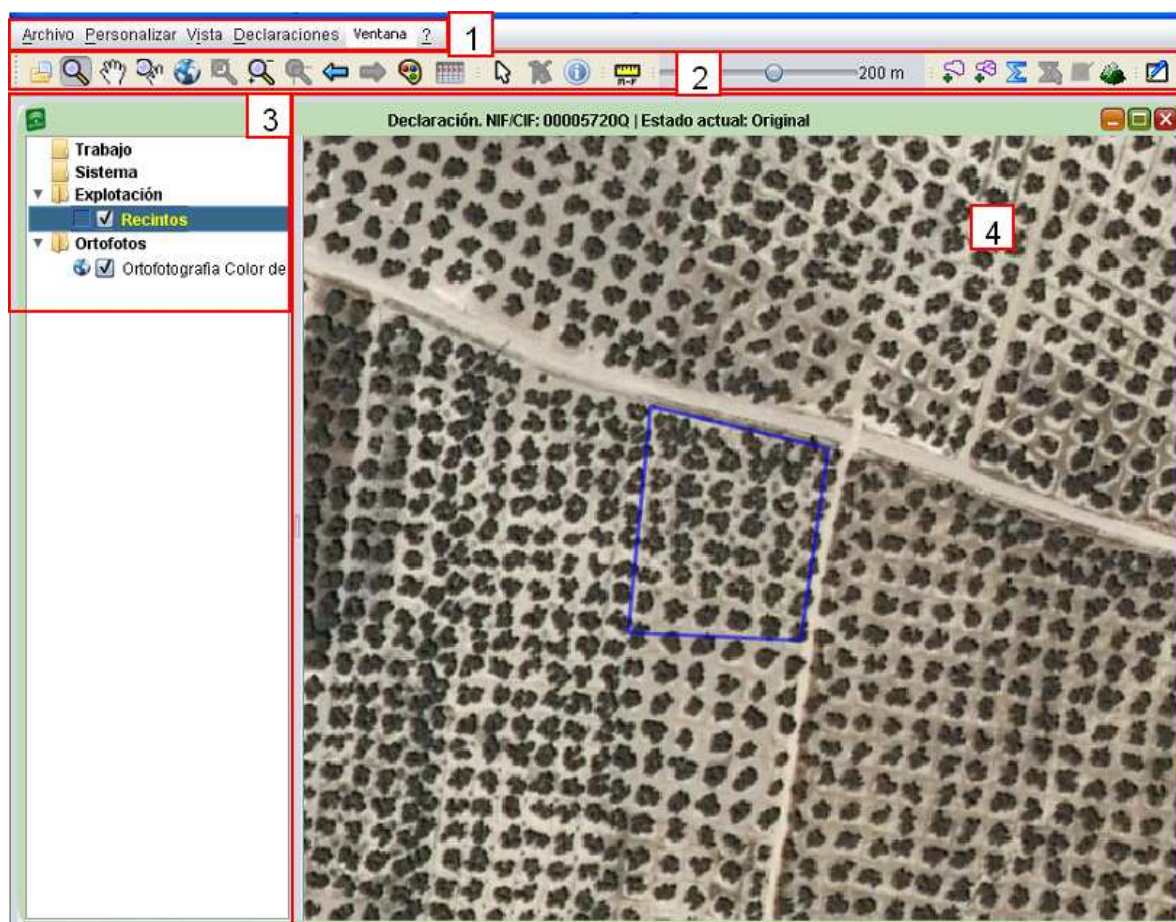 Archivo Personalizar Vista Declaraciones Ventana ?
1
2
200 m
3
Declaración. NIF/CIF: 00005720Q | Estado actual: Original
Trabajo
Sistema
Explotación
Recintos
Ortofotos
Ortofotografia Color de
4